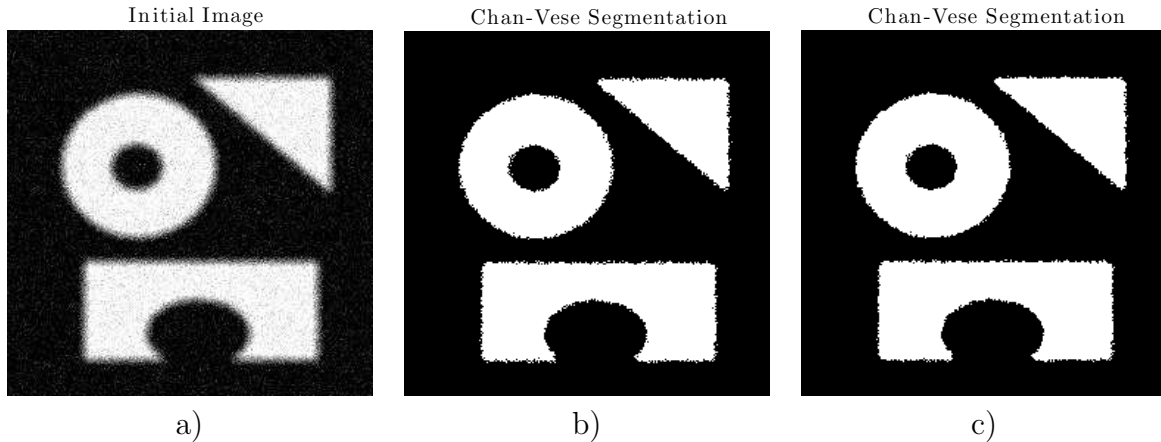 Initial Image
Chan-Vese Segmentation
Chan-Vese Segmentation
a)
b)
c)